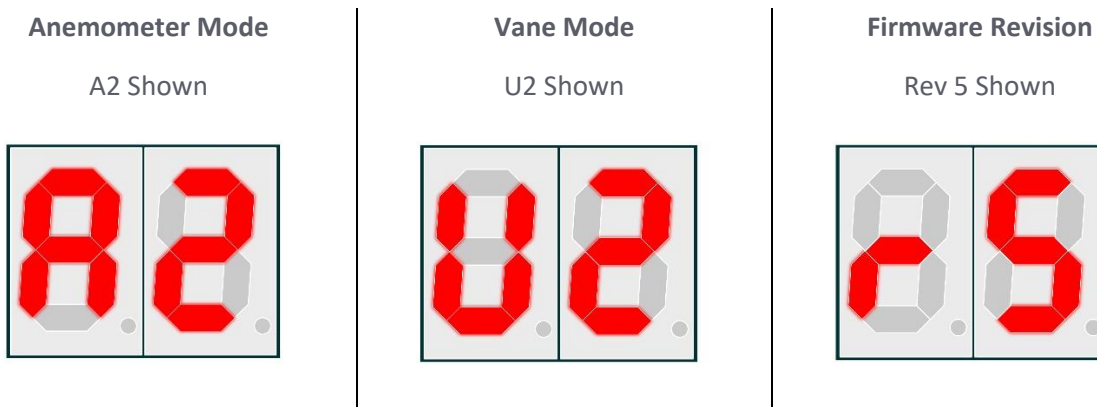 Anemometer Mode
A2 Shown
A2
Vane Mode
U2 Shown
U2
Firmware Revision
Rev 5 Shown
r5